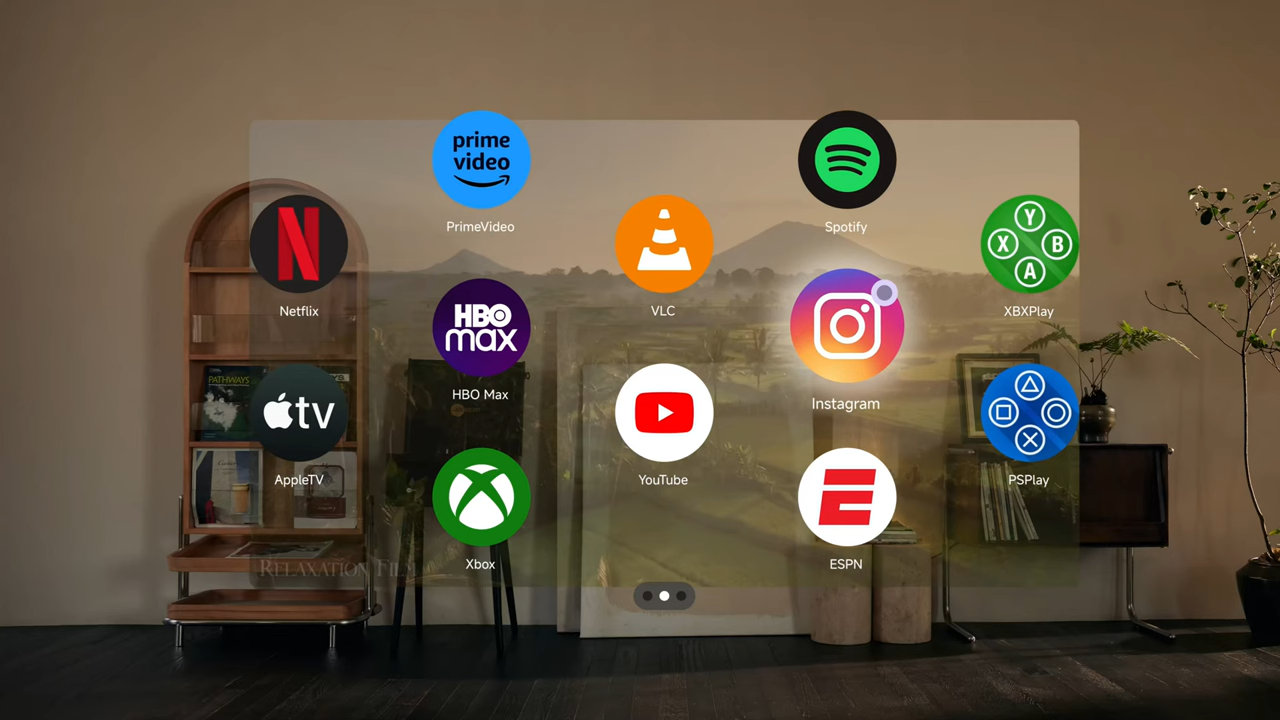 prime
video
PrimeVideo
Spotify
N
Netflix
VLC
Y
X
B
A
XBXPlay
HBO
max
HBO Max
Instagram
PATHWAYS
tv
AppleTV
YouTube
PSPlay
Xbox
E
ESPN
RELAXATION FIL